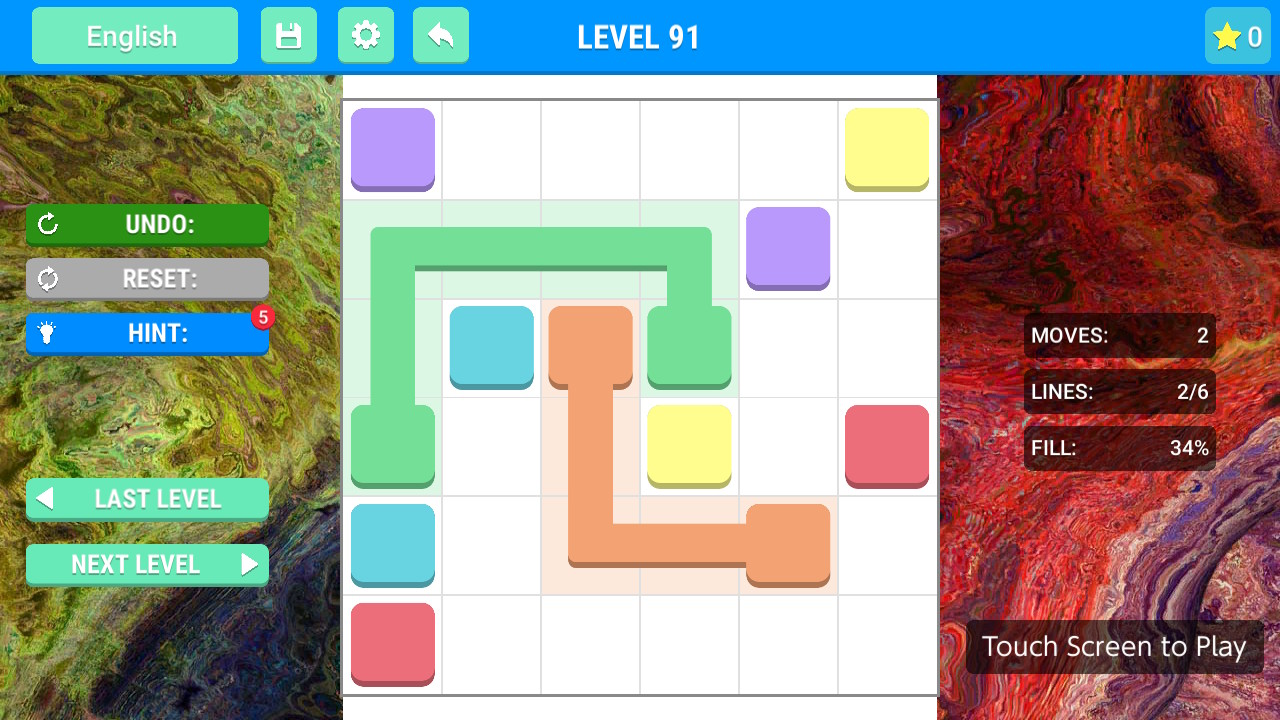 English
LEVEL 91
0
UNDO:
RESET:
HINT:
5
LAST LEVEL
NEXT LEVEL
MOVES: 2
LINES: 2/6
FILL: 34%
Touch Screen to Play